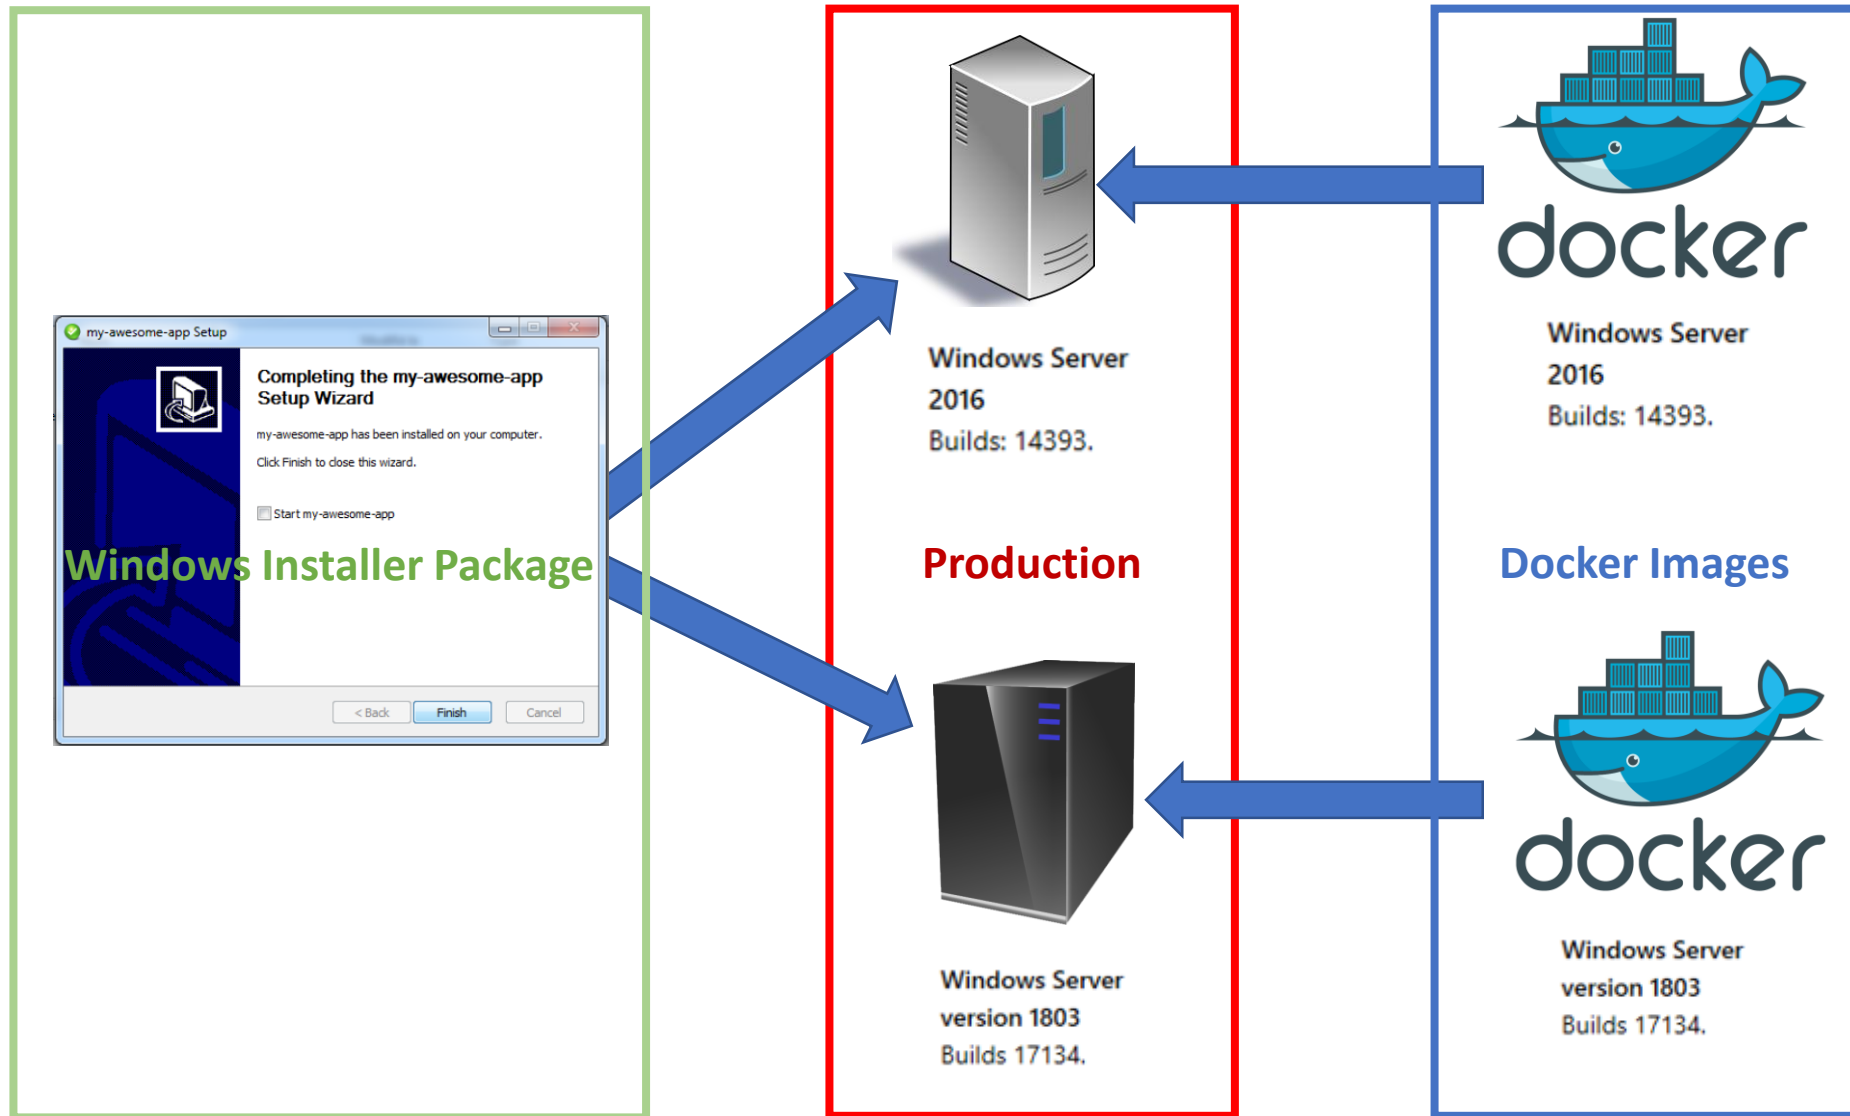 my-awesome-app Setup
Completing the my-awesome-app
Setup Wizard
my-awesome-app has been installed on your computer.
Click Finish to close this wizard.
Start my-awesome-app
Windows Installer Package
< Back
Finish
Cancel
Windows Server
2016
Builds: 14393.
Production
Windows Server
version 1803
Builds 17134.
docker
Windows Server
2016
Builds: 14393.
Docker Images
docker
Windows Server
version 1803
Builds 17134.